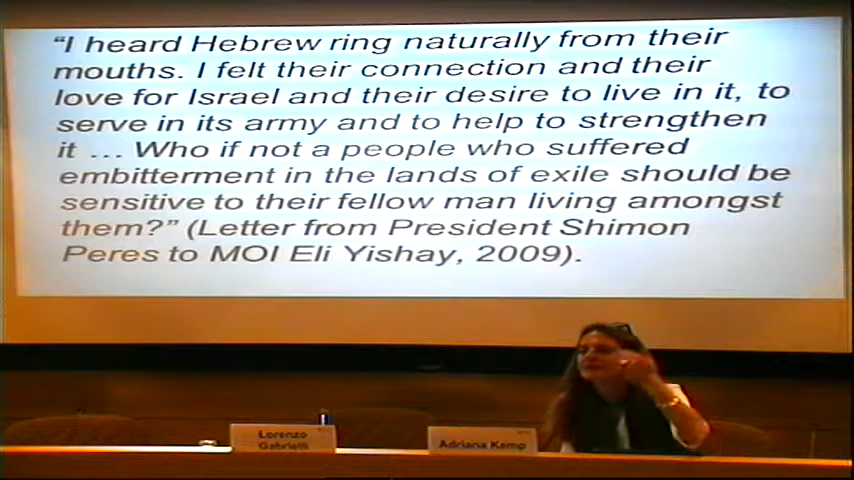 “I heard Hebrew ring naturally from their
mouths. I felt their connection and their
love for Israel and their desire to live in it, to
serve in its army and to help to strengthen
it ... Who if not a people who suffered
embitterment in the lands of exile should be
sensitive to their fellow man living amongst
them?” (Letter from President Shimon
Peres to MOI Eli Yishay, 2009).
Lorenzo
Gabrielli
Adriana Kemp